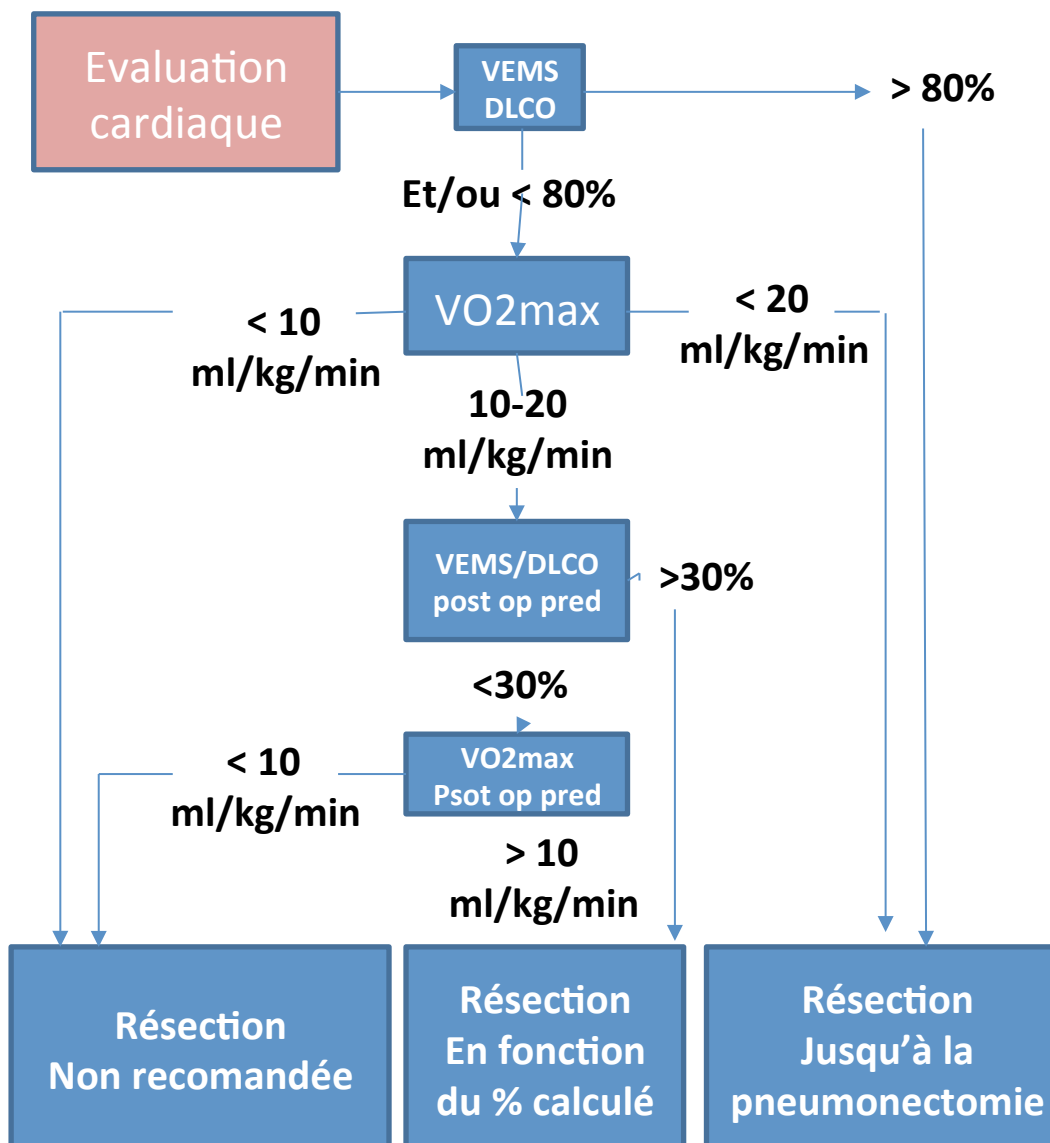 Evaluation
cardiaque
VEMS
DLCO
> 80%
Et/ou < 80%
VO2max
< 10
ml/kg/min
< 20
ml/kg/min
10-20
ml/kg/min
VEMS/DLCO
post op pred
>30%
<30%
VO2max
Psot op pred
< 10
ml/kg/min
> 10
ml/kg/min
Résection
Non recomandée
Résection
En fonction
du % calculé
Résection
Jusqu’à la
pneumonectomie